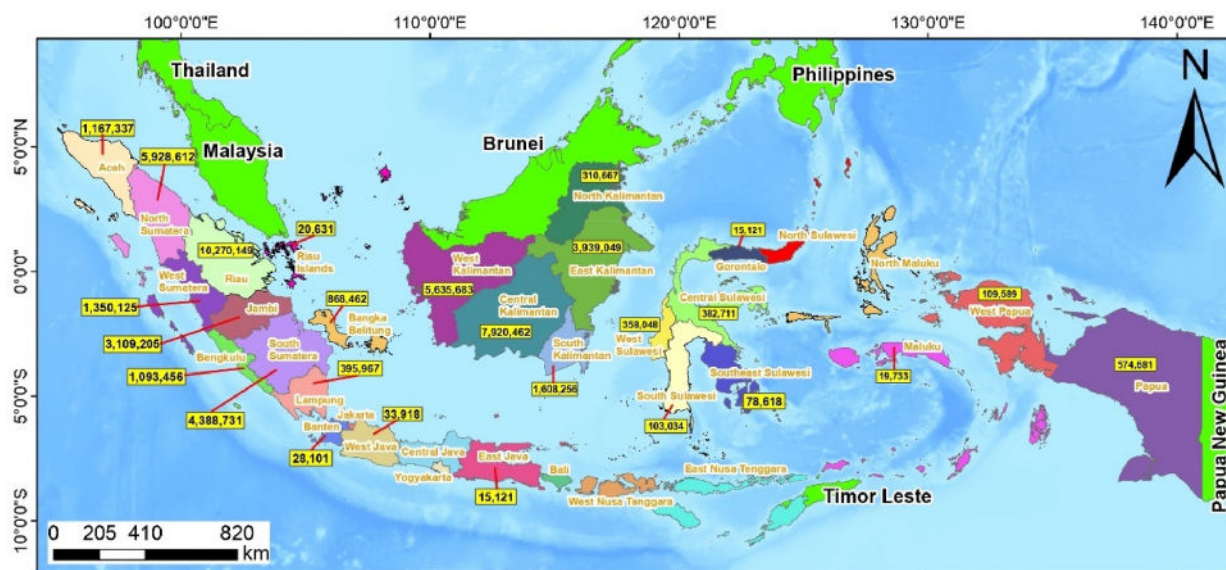 100°0'0"E 110°0'0"E 120°0'0"E 130°0'0"E 140°0'0"E
Thailand
Philippines
N
1,167,337
5°0'0"N
Malaysia
Brunei
5,928,612
Aceh
310,667
North Kalimantan
North
Sumatera
20,631
15,121
North Sulawesi
10,270,149
Riau
Islands
West
Kalimantan
3,939,049
East Kalimantan
Gorontalo
North Maluku
0°0'0"
West
Sumatera
Riau
5,635,683
Central
Kalimantan
Central Sulawesi
109,589
West Papua
1,350,125
Jambi
868,462
Bangka
Belitung
382,711
358,048
West
Sulawesi
7,920,462
3,109,205
South
Sumatera
South
Kalimantan
Maluku
Bengkulu
1,093,456
395,967
Southeast Sulawesi
574,681
19,733
Papua
1,608,256
5°0'0"S
Lampung
South Sulawesi
78,618
4,388,731
Jakarta
33,918
103,034
Banten
28,101
West Java
Central Java
East Java
Yogyakarta
Bali
East Nusa Tenggara
15,121
West Nusa Tanggara
Timor Leste
Papua New Guinea
10°0'0"S
0 205 410 820
km